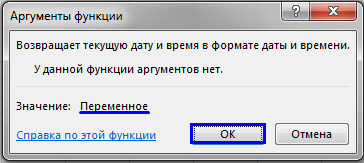 Аргументы функции
Возвращает текущую дату и время в формате даты и времени.
У данной функции аргументов нет.
Значение: Переменное
Справка по этой функции
ОК
Отмена